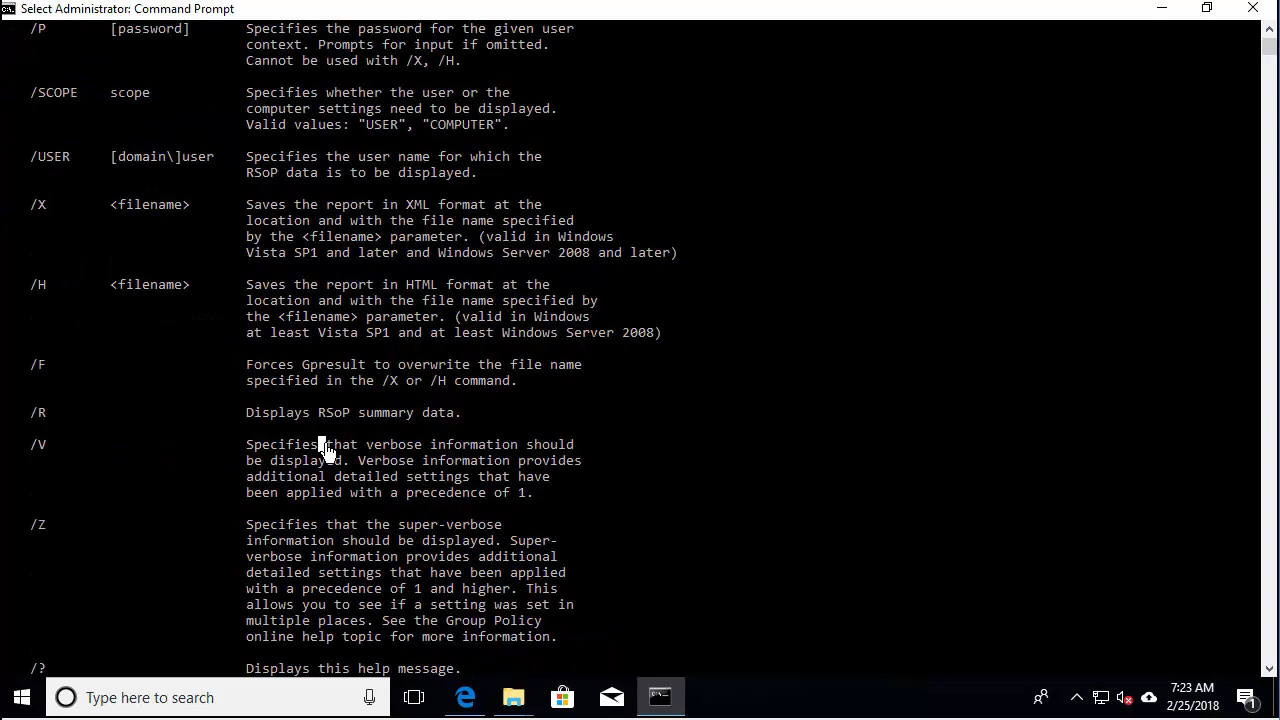 Select Administrator: Command Prompt
/P [password] Specifies the password for the given user
context. Prompts for input if omitted.
Cannot be used with /X, /H.
/SCOPE scope Specifies whether the user or the
computer settings need to be displayed.
Valid values: "USER", "COMPUTER".
/USER [domain\]user Specifies the user name for which the
RSoP data is to be displayed.
/X <filename> Saves the report in XML format at the
location and with the file name specified
by the <filename> parameter. (valid in Windows
Vista SP1 and later and Windows Server 2008 and later)
/H <filename> Saves the report in HTML format at the
location and with the file name specified by
the <filename> parameter. (valid in Windows
at least Vista SP1 and at least Windows Server 2008)
/F Forces Gpresult to overwrite the file name
specified in the /X or /H command.
/R Displays RSoP summary data.
/V Specifies that verbose information should
be displayed. Verbose information provides
additional detailed settings that have
been applied with a precedence of 1.
/Z Specifies that the super-verbose
information should be displayed. Super-
verbose information provides additional
detailed settings that have been applied
with a precedence of 1 and higher. This
allows you to see if a setting was set in
multiple places. See the Group Policy
online help topic for more information.
/? Displays this help message.
Type here to search
7:23 AM
2/25/2018
1